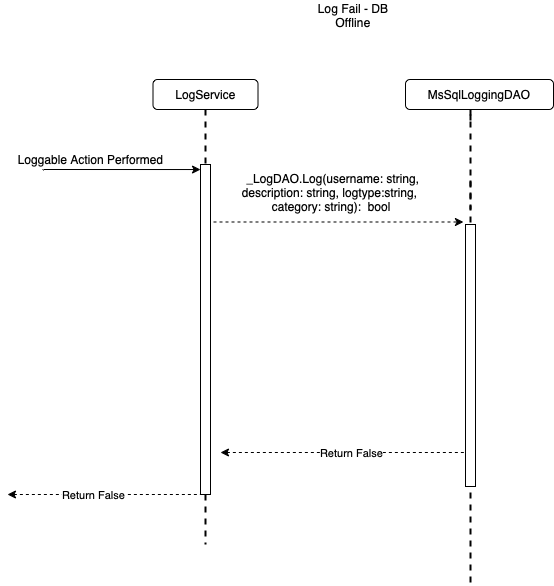 Log Fail - DB
Offline
LogService
MsSqlLoggingDAO
Loggable Action Performed
_LogDAO.Log(username: string,
description: string, logtype:string,
category: string): bool
Return False
Return False